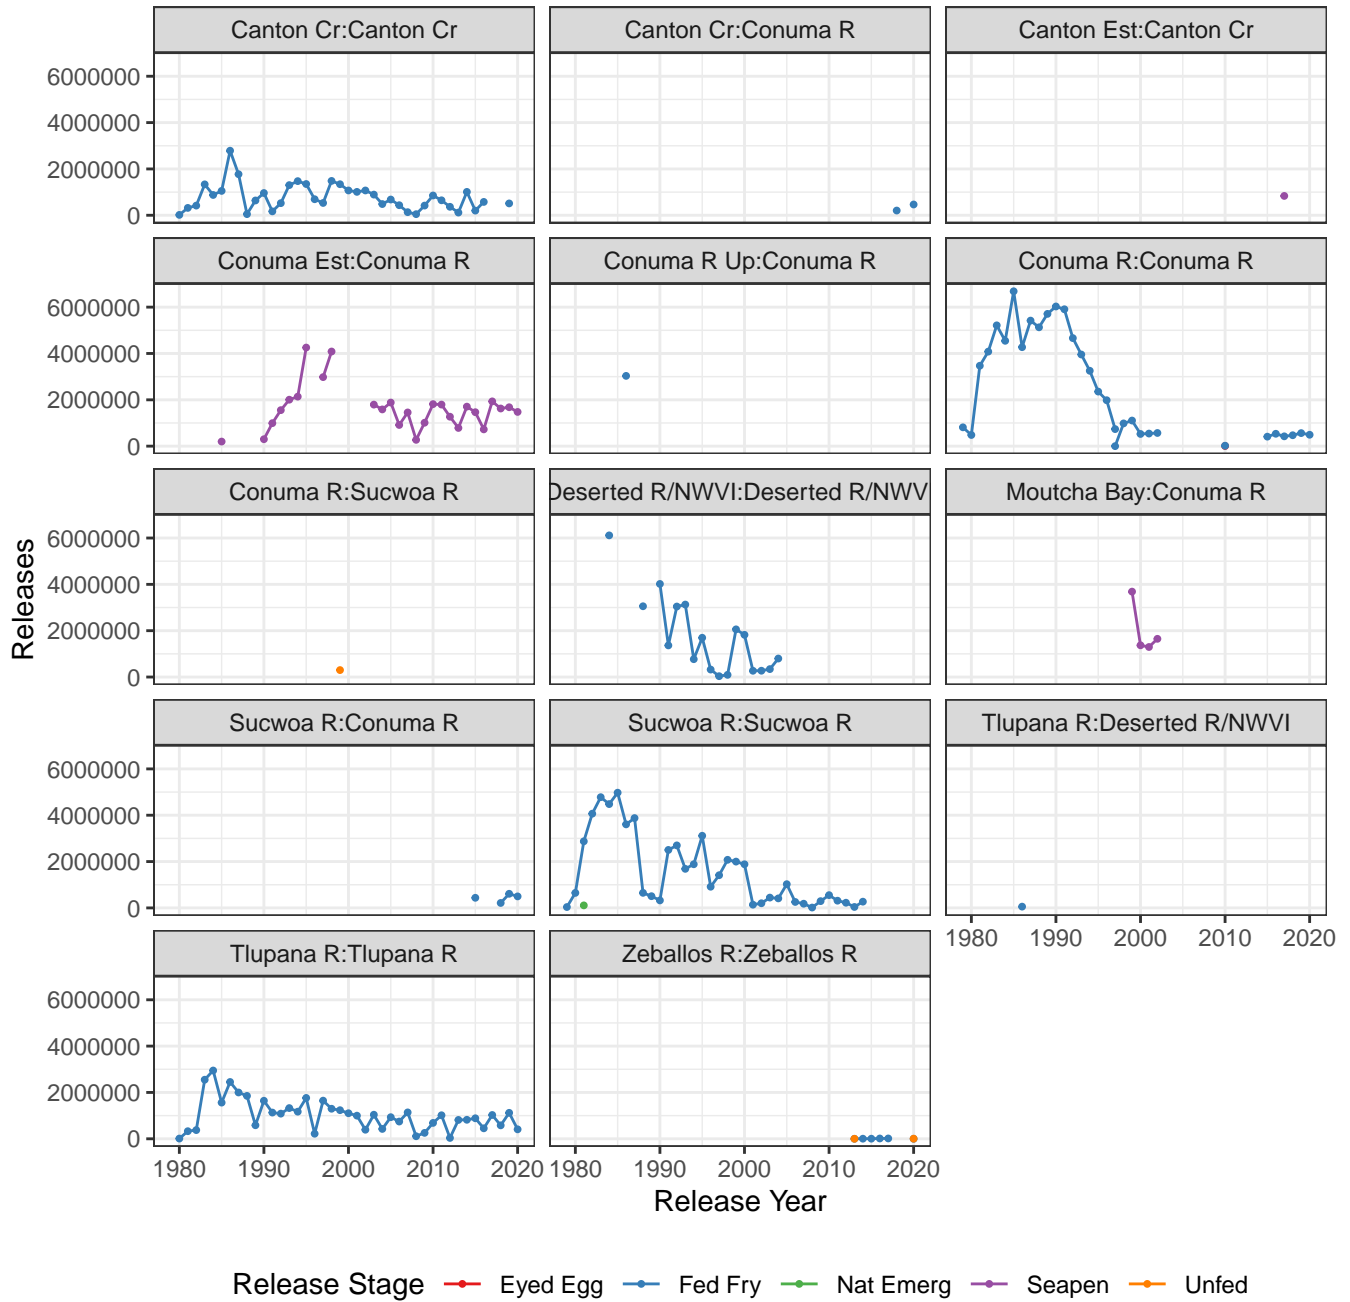 Canton Cr:Canton Cr
Canton Cr:Conuma R
Canton Est:Canton Cr
6000000
4000000
2000000
0
Conuma Est:Conuma R
Conuma R Up:Conuma R
Conuma R:Conuma R
6000000
4000000
2000000
0
Conuma R:Sucwoa R
Deserted R/NWVI:Deserted R/NWV
Moutcha Bay:Conuma R
6000000
4000000
2000000
0
Releases
Sucwoa R:Conuma R
Sucwoa R:Sucwoa R
Tlupana R:Deserted R/NWVI
6000000
4000000
2000000
0
1980 1990 2000 2010 2020
Tlupana R:Tlupana R
Zeballos R:Zeballos R
6000000
4000000
2000000
0
1980 1990 2000 2010 2020
1980 1990 2000 2010 2020
Release Year
Release Stage Eyed Egg Fed Fry Nat Emerg Seapen Unfed